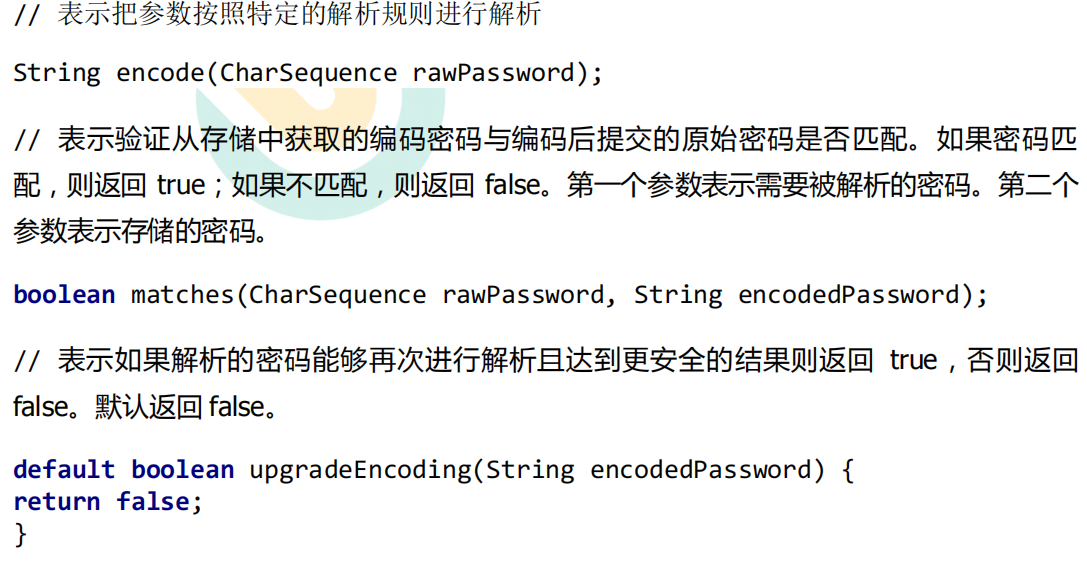 // 表示把参数按照特定的解析规则进行解析
String encode(CharSequence rawPassword);
// 表示验证从存储中获取的编码密码与编码后提交的原始密码是否匹配。如果密码匹
配，则返回 true；如果不匹配，则返回 false。第一个参数表示需要被解析的密码。第二个
参数表示存储的密码。
boolean matches(CharSequence rawPassword, String encodedPassword);
// 表示如果解析的密码能够再次进行解析且达到更安全的结果则返回 true，否则返回
false。默认返回 false。
default boolean upgradeEncoding(String encodedPassword) {
return false;
}